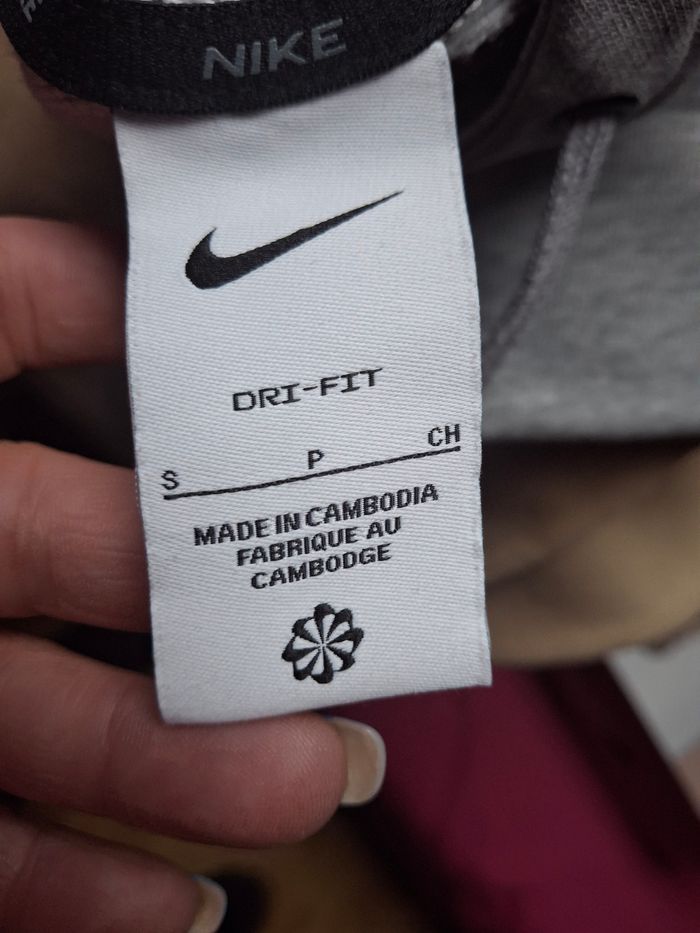 NIKE
DRI-FIT
S P CH
MADE IN CAMBODIA
FABRIQUE AU
CAMBODGE